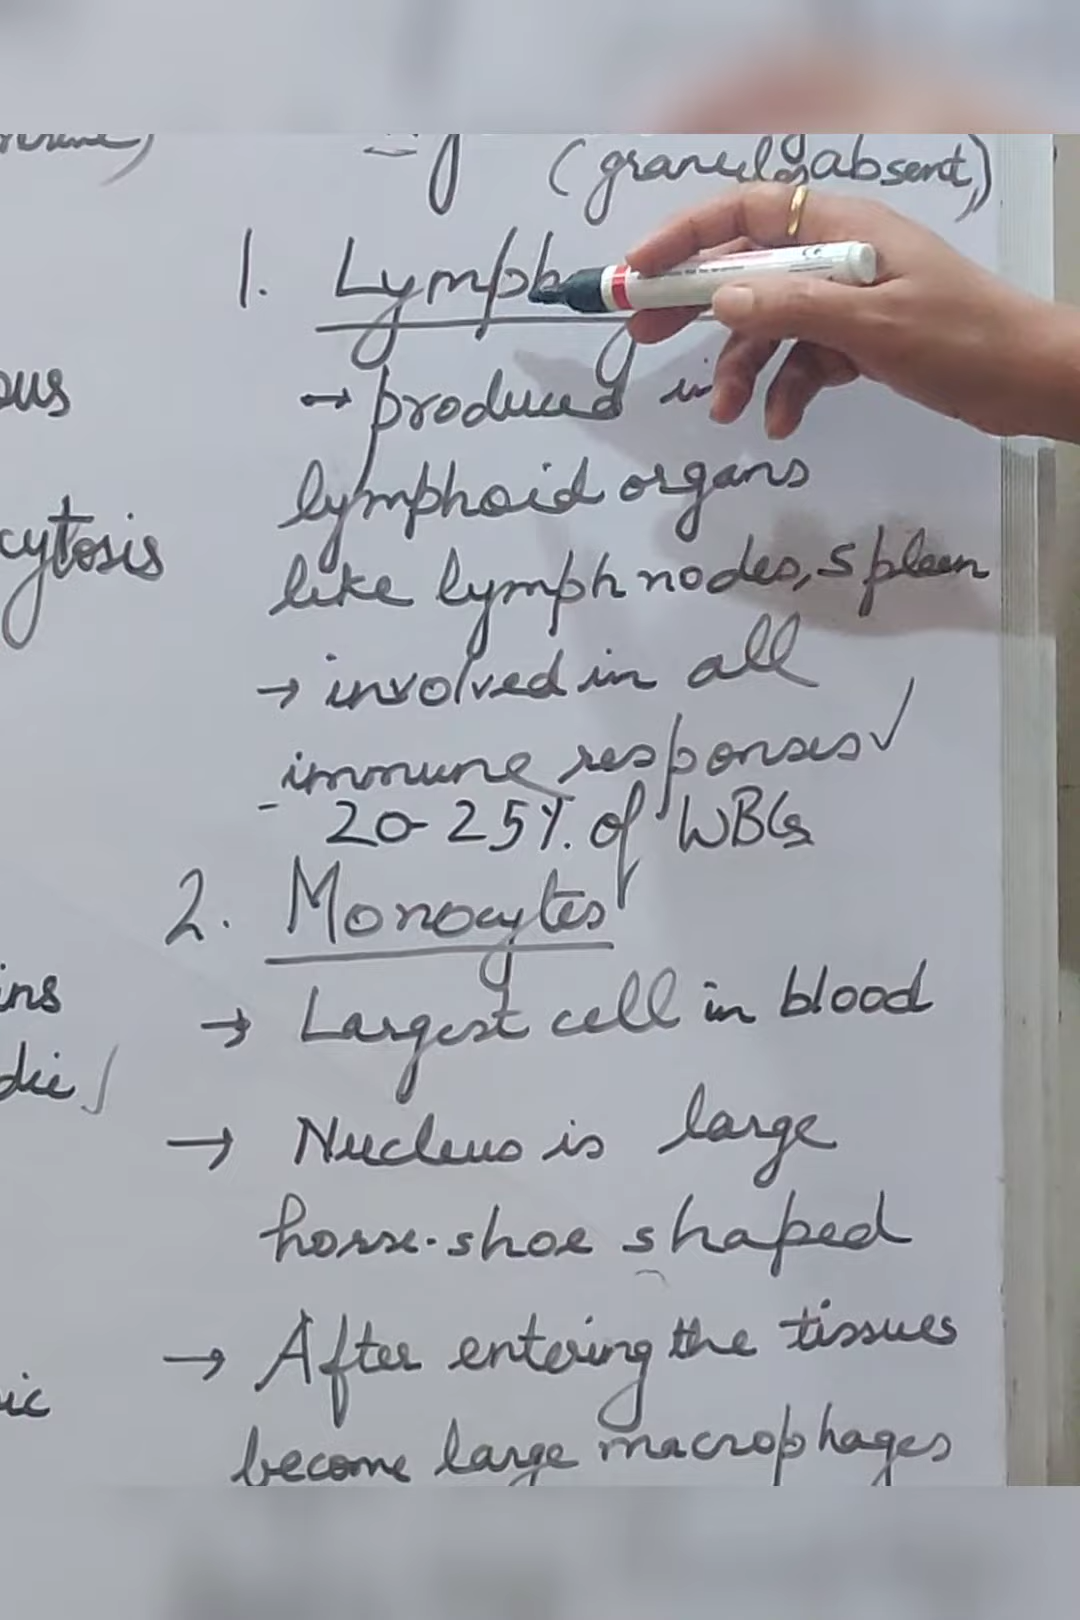 (granules absent)
1. Lymph
ous
→ produced in
lymphoid organs
cytosis
like lymph nodes, spleen
→ involved in all
immune responses ✓
- 20-25% of WBCs
2. Monocytes
ins
→ Largest cell in blood
die
→ Nucleus is large
horse-shoe shaped
→ After entering the tissues
ic
become large macrophages